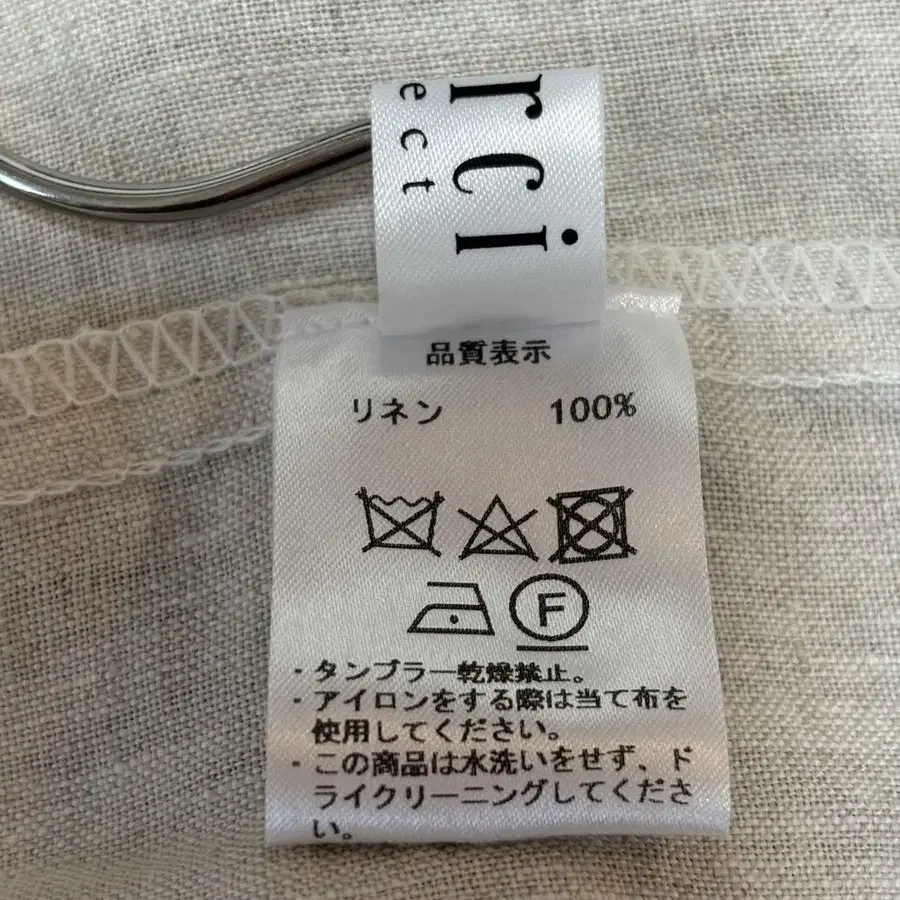 rci
ect
品質表示
リネン 100%
F
・タンブラー乾燥禁止。
・アイロンをする際は当て布を
使用してください。
・この商品は水洗いをせず、ド
ライクリーニングしてくださ
い。